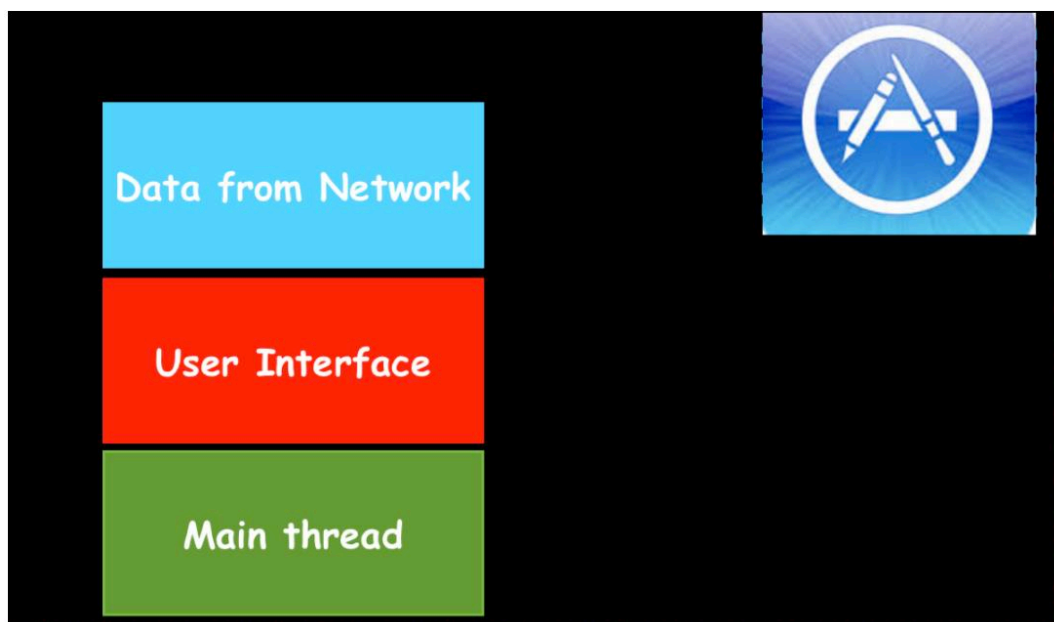 Data from Network
User Interface
Main thread